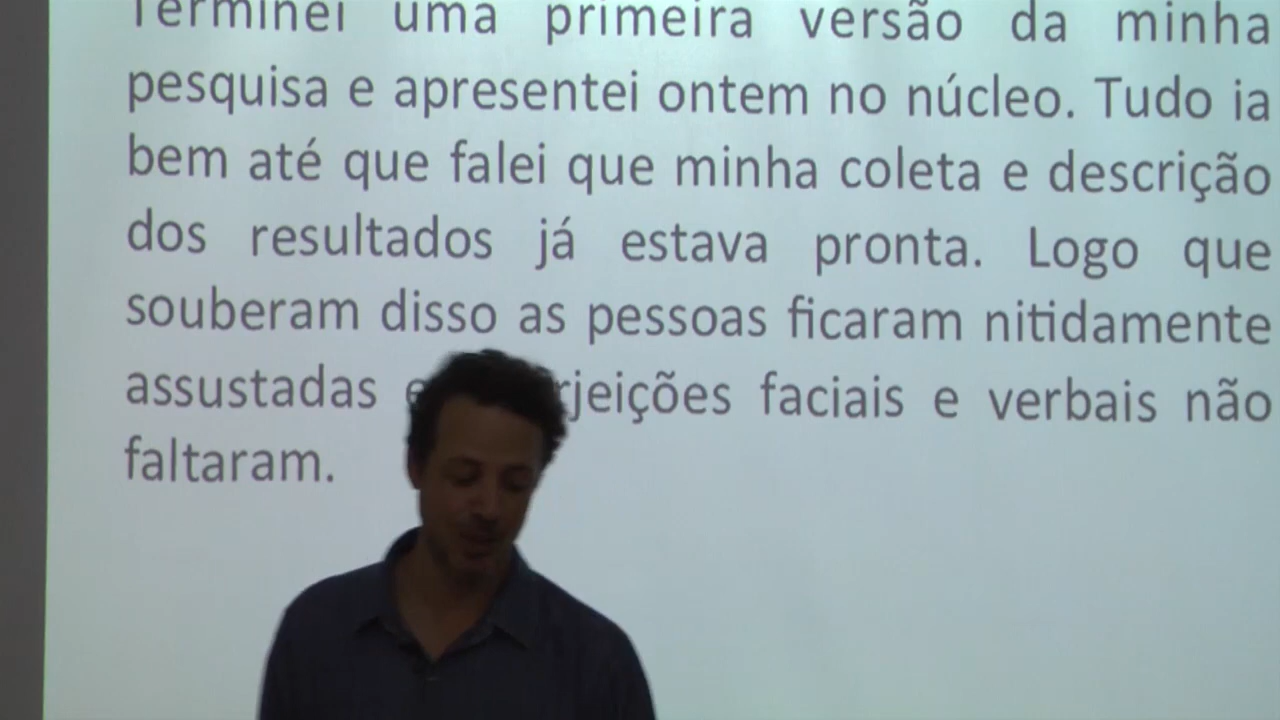 Terminei uma primeira versão da minha
pesquisa e apresentei ontem no núcleo. Tudo ia
bem até que falei que minha coleta e descrição
dos resultados já estava pronta. Logo que
souberam disso as pessoas ficaram nitidamente
assustadas e rjeições faciais e verbais não
faltaram.